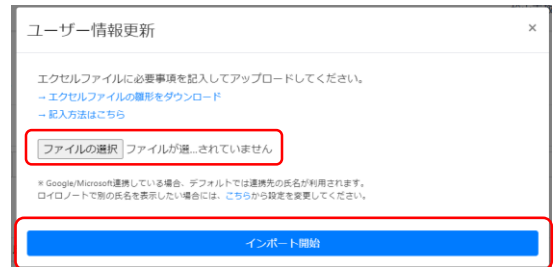 ユーザー情報更新
×
エクセルファイルに必要事項を記入してアップロードしてください。
→エクセルファイルの雛形をダウンロード
→記入方法はこちら
ファイルの選択 ファイルが選...されていません
※ Google/Microsoft連携している場合、デフォルトでは連携先の氏名が利用されます。
ロイロノートで別の氏名を表示したい場合には、こちらから設定を変更してください。
インポート開始